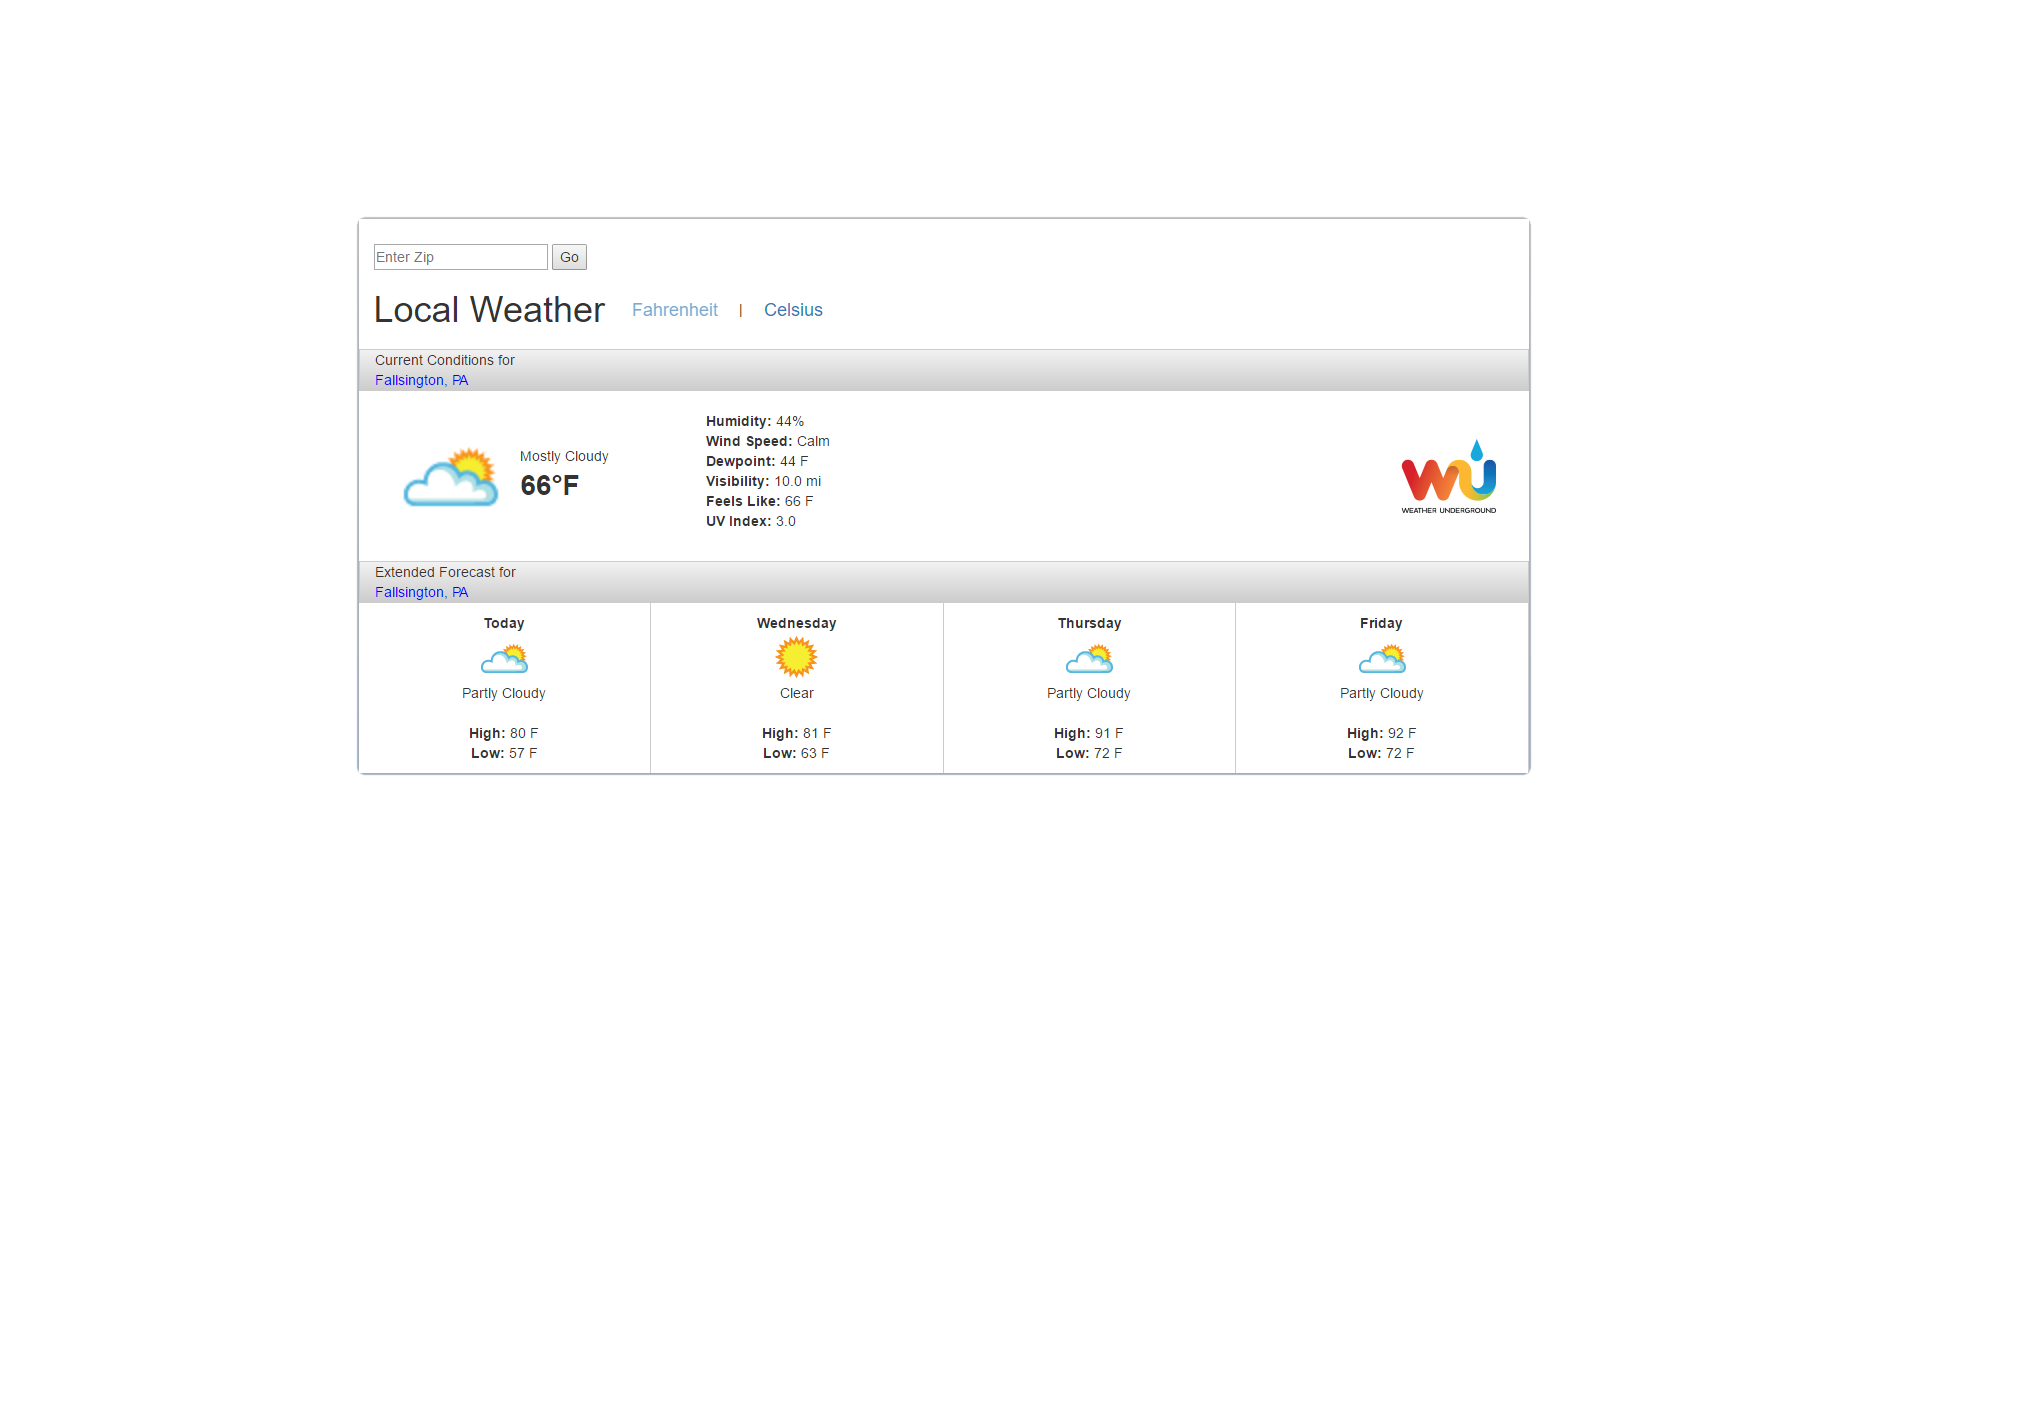 Enter Zip Go
Local Weather Fahrenheit | Celsius
Current Conditions for
Fallsington, PA
Mostly Cloudy
66°F
Humidity: 44%
Wind Speed: Calm
Dewpoint: 44 F
Visibility: 10.0 mi
Feels Like: 66 F
UV Index: 3.0
wu
WEATHER UNDERGROUND
Extended Forecast for
Fallsington, PA
Today
Partly Cloudy
High: 80 F
Low: 57 F
Wednesday
Clear
High: 81 F
Low: 63 F
Thursday
Partly Cloudy
High: 91 F
Low: 72 F
Friday
Partly Cloudy
High: 92 F
Low: 72 F